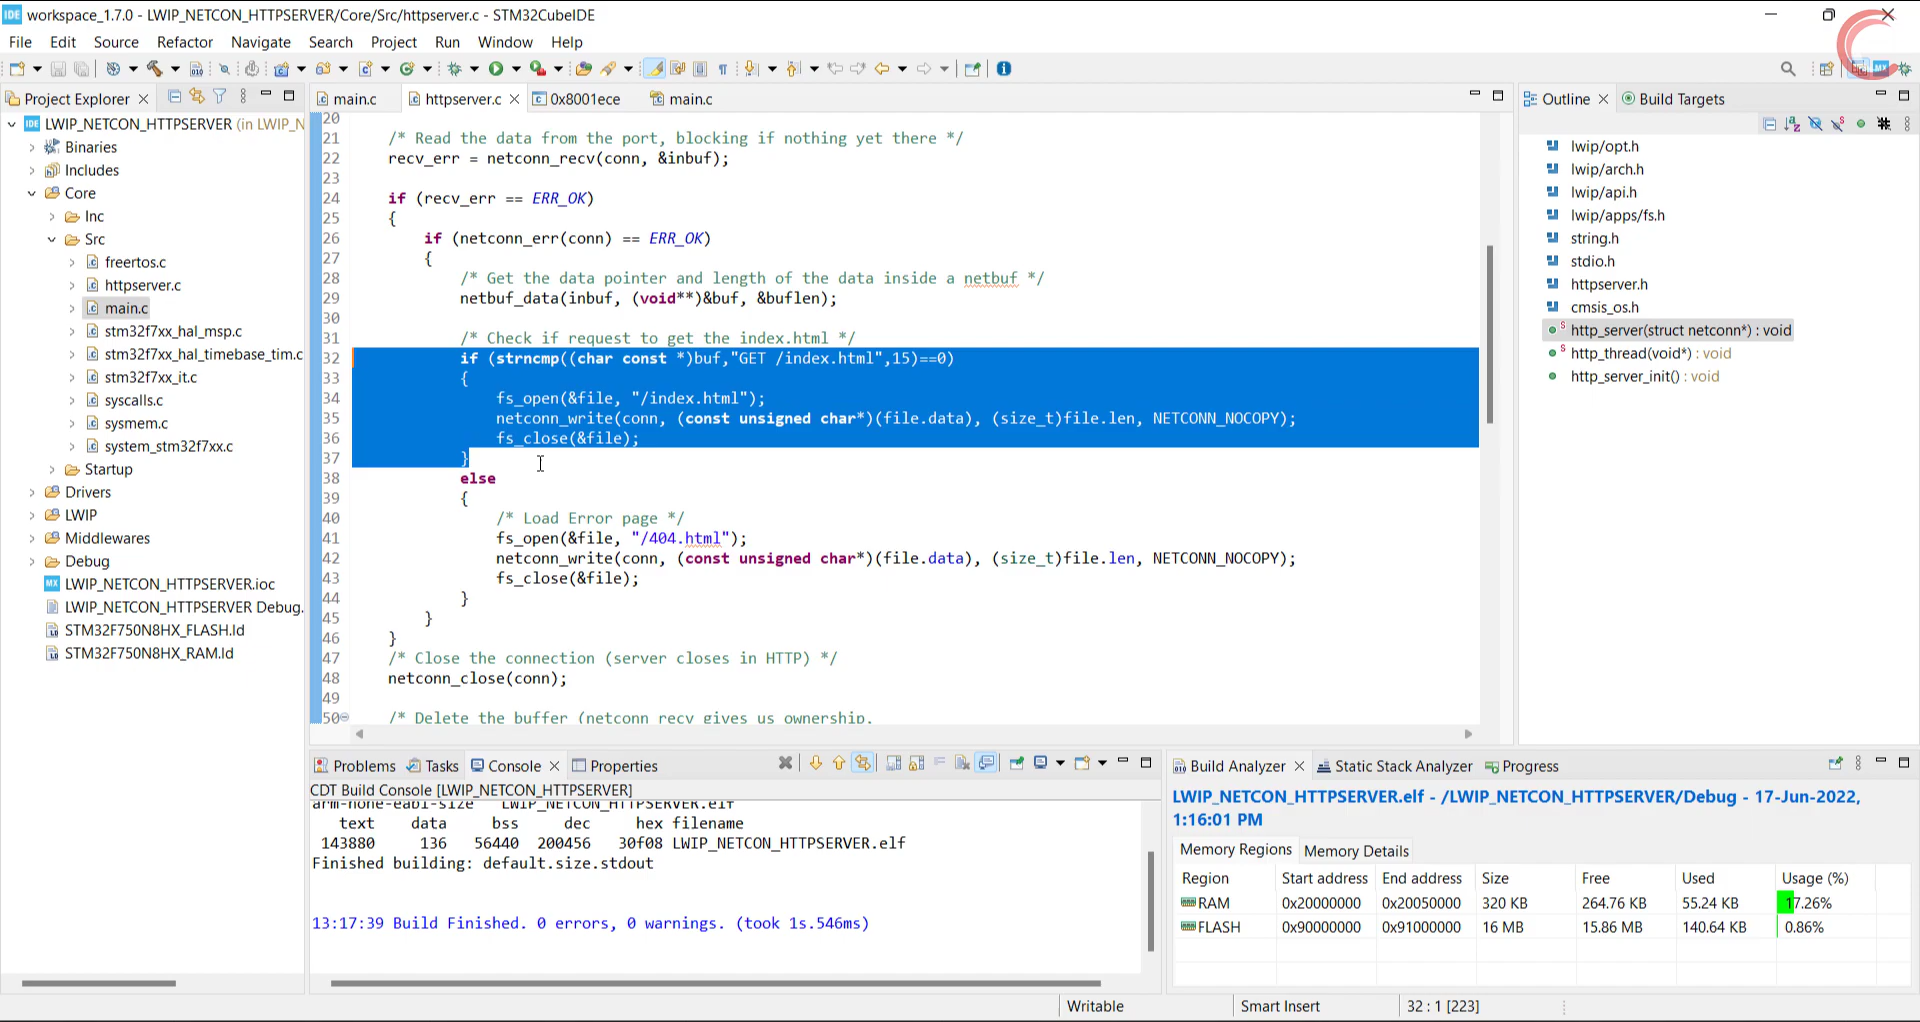 IDE workspace_1.7.0 - LWIP_NETCON_HTTPSERVER/Core/Src/httpserver.c - STM32CubeIDE
File Edit Source Refactor Navigate Search Project Run Window Help
Project Explorer
LWIP_NETCON_HTTPSERVER (in LWIP_N
Binaries
Includes
Core
Inc
Src
freertos.c
httpserver.c
main.c
stm32f7xx_hal_msp.c
stm32f7xx_hal_timebase_tim.c
stm32f7xx_it.c
syscalls.c
sysmem.c
system_stm32f7xx.c
Startup
Drivers
LWIP
Middlewares
Debug
MX LWIP_NETCON_HTTPSERVER.ioc
LWIP_NETCON_HTTPSERVER Debug.
STM32F750N8HX_FLASH.ld
STM32F750N8HX_RAM.ld
main.c httpserver.c 0x8001ece main.c
20
21 /* Read the data from the port, blocking if nothing yet there */
22 recv_err = netconn_recv(conn, &inbuf);
23
24 if (recv_err == ERR_OK)
25 {
26 if (netconn_err(conn) == ERR_OK)
27 {
28 /* Get the data pointer and length of the data inside a netbuf */
29 netbuf_data(inbuf, (void**)&buf, &buflen);
30
31 /* Check if request to get the index.html */
32 if (strncmp((char const *)buf,"GET /index.html",15)==0)
33 {
34 fs_open(&file, "/index.html");
35 netconn_write(conn, (const unsigned char*)(file.data), (size_t)file.len, NETCONN_NOCOPY);
36 fs_close(&file);
37 }
38 else
39 {
40 /* Load Error page */
41 fs_open(&file, "/404.html");
42 netconn_write(conn, (const unsigned char*)(file.data), (size_t)file.len, NETCONN_NOCOPY);
43 fs_close(&file);
44 }
45 }
46 }
47 /* Close the connection (server closes in HTTP) */
48 netconn_close(conn);
49
50 /* Delete the buffer (netconn_recv gives us ownership,
Outline Build Targets
lwip/opt.h
lwip/arch.h
lwip/api.h
lwip/apps/fs.h
string.h
stdio.h
httpserver.h
cmsis_os.h
http_server(struct netconn*) : void
http_thread(void*) : void
http_server_init() : void
Problems Tasks Console Properties
CDT Build Console [LWIP_NETCON_HTTPSERVER]
arm-none-eabi-size LWIP_NETCON_HTTPSERVER.elf
text data bss dec hex filename
143880 136 56440 200456 30f08 LWIP_NETCON_HTTPSERVER.elf
Finished building: default.size.stdout
13:17:39 Build Finished. 0 errors, 0 warnings. (took 1s.546ms)
Build Analyzer Static Stack Analyzer Progress
LWIP_NETCON_HTTPSERVER.elf - /LWIP_NETCON_HTTPSERVER/Debug - 17-Jun-2022,
1:16:01 PM
Memory Regions Memory Details
Region Start address End address Size Free Used Usage (%)
RAM 0x20000000 0x20050000 320 KB 264.76 KB 55.24 KB 17.26%
FLASH 0x90000000 0x91000000 16 MB 15.86 MB 140.64 KB 0.86%
Writable Smart Insert 32 : 1 [223]